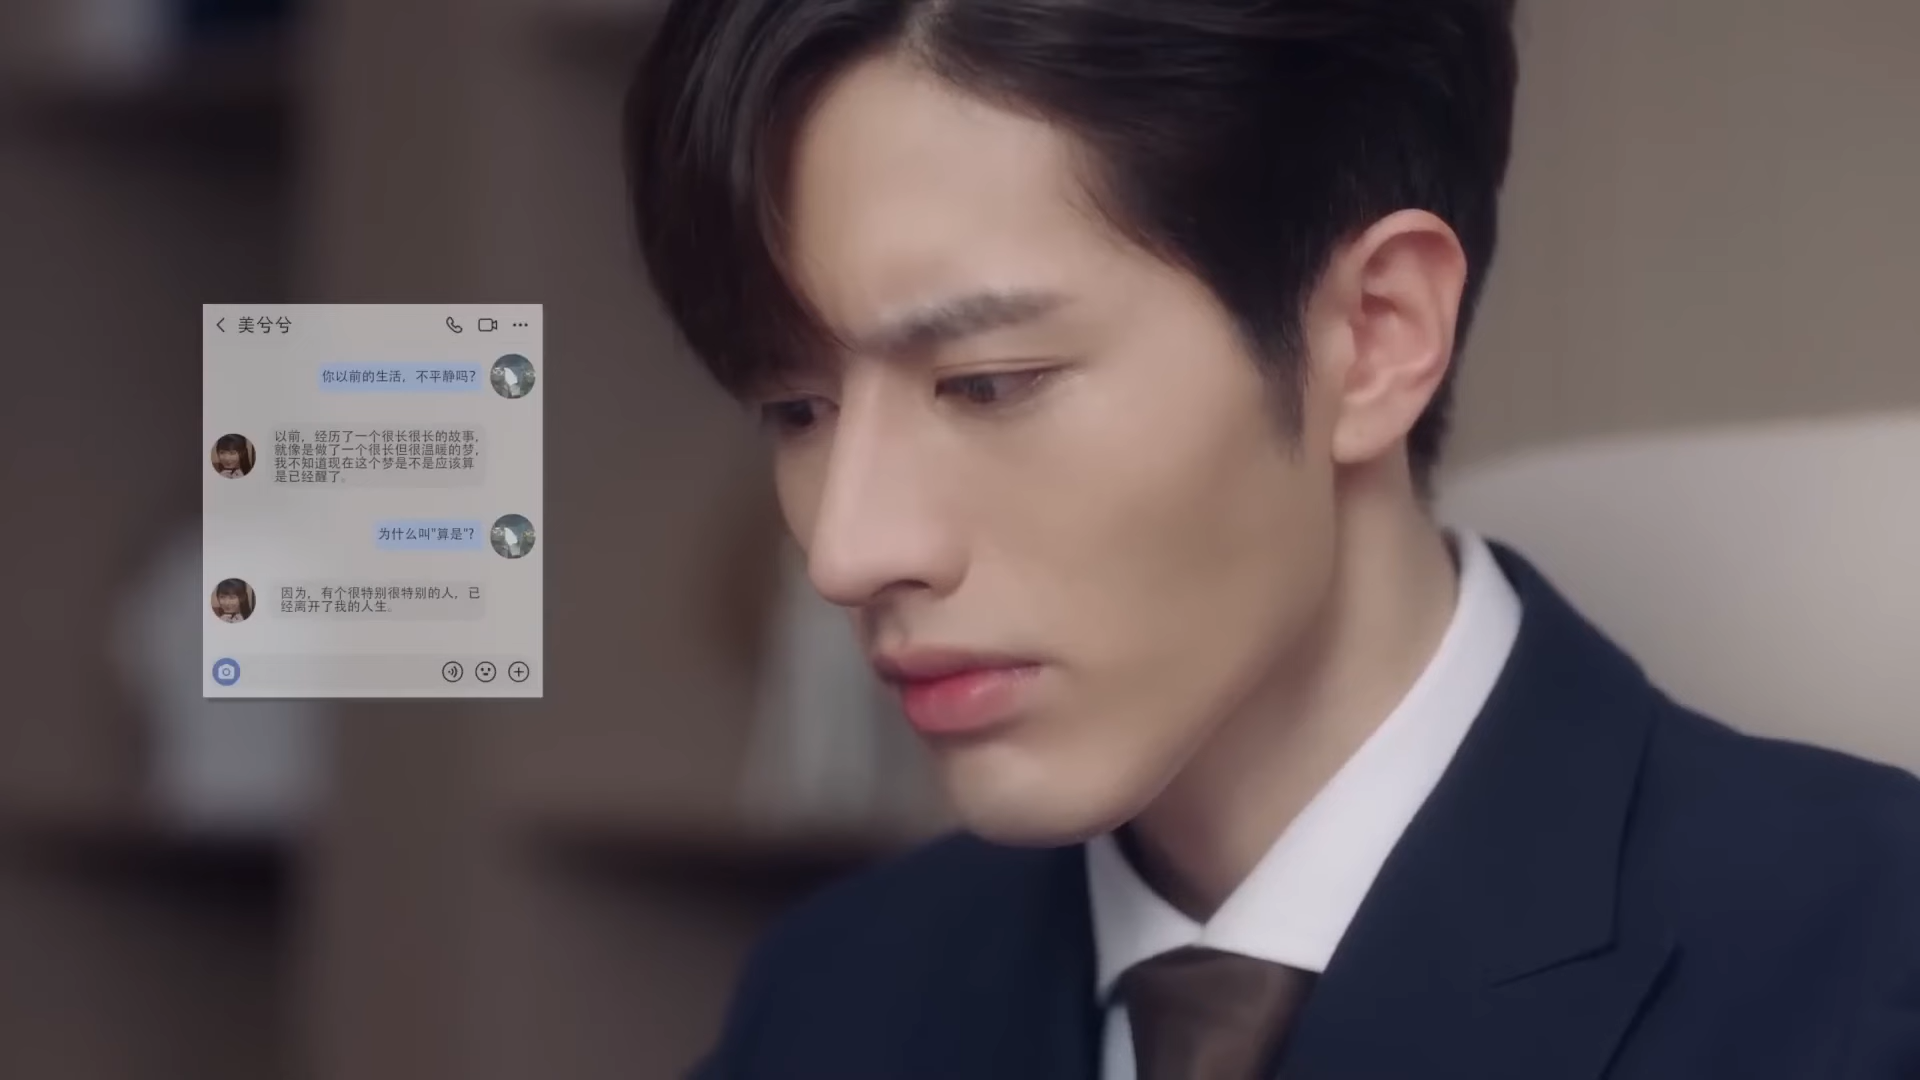 美兮兮
你以前的生活，不平静吗？
以前，经历了一个很长很长的故事，
就像是做了一个很长但很温暖的梦，
我不知道现在这个梦是不是应该算
是已经醒了。
为什么叫"算是"？
因为，有个很特别很特别的人，已
经离开了我的人生。